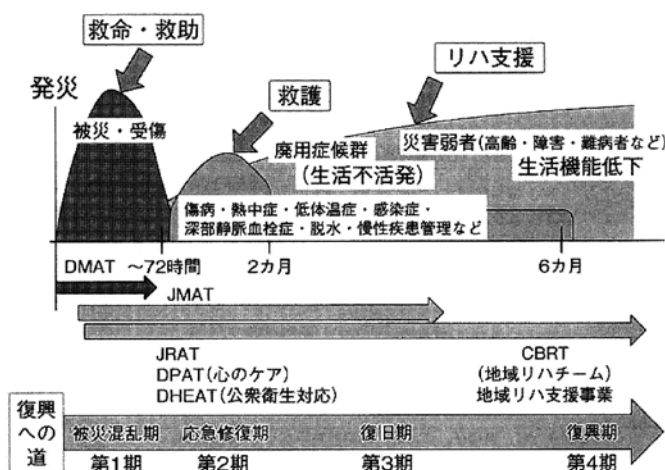 救命・救助
リハ支援
発災
救護
被災・受傷
廃用症候群
(生活不活発)
災害弱者(高齢・障害・難病者など)
生活機能低下
傷病・熱中症・低体温症・感染症・
深部静脈血栓症・脱水・慢性疾患管理など
DMAT ～72時間
2カ月
6カ月
JMAT
JRAT
DPAT(心のケア)
DHEAT(公衆衛生対応)
CBRT
(地域リハチーム)
地域リハ支援事業
復興
への
道
被災混乱期
応急修復期
復旧期
復興期
第1期
第2期
第3期
第4期